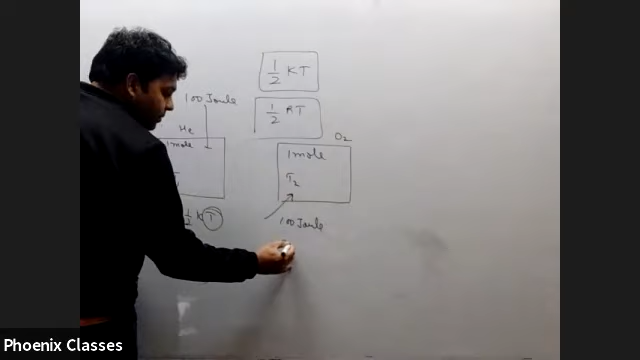 1/2 KT
1/2 RT
100 Joule
He
1 mole
O2
1 mole
T2
1/2 K T
100 Joule
Phoenix Classes